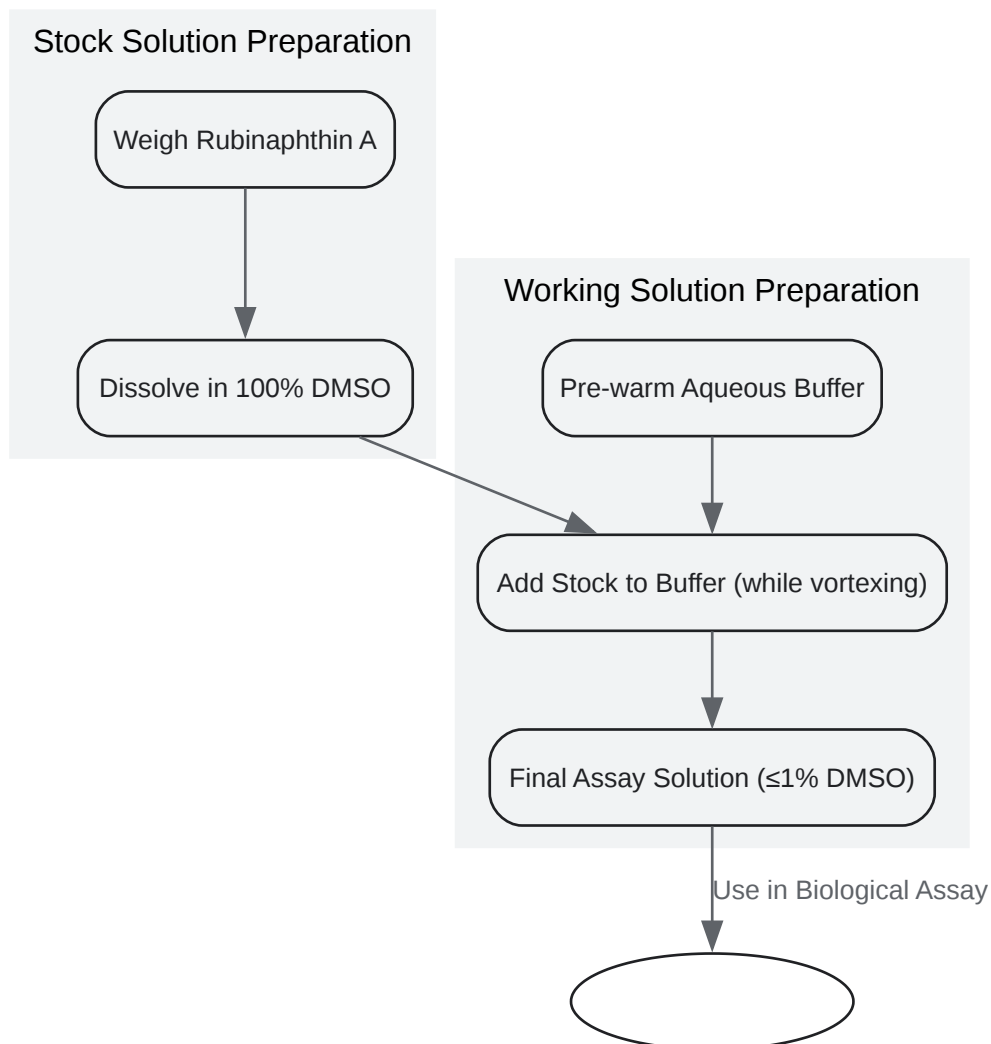 Stock Solution Preparation
Weigh Rubinaphthin A
Dissolve in 100% DMSO
Working Solution Preparation
Pre-warm Aqueous Buffer
Add Stock to Buffer (while vortexing)
Final Assay Solution (≤1% DMSO)
Use in Biological Assay